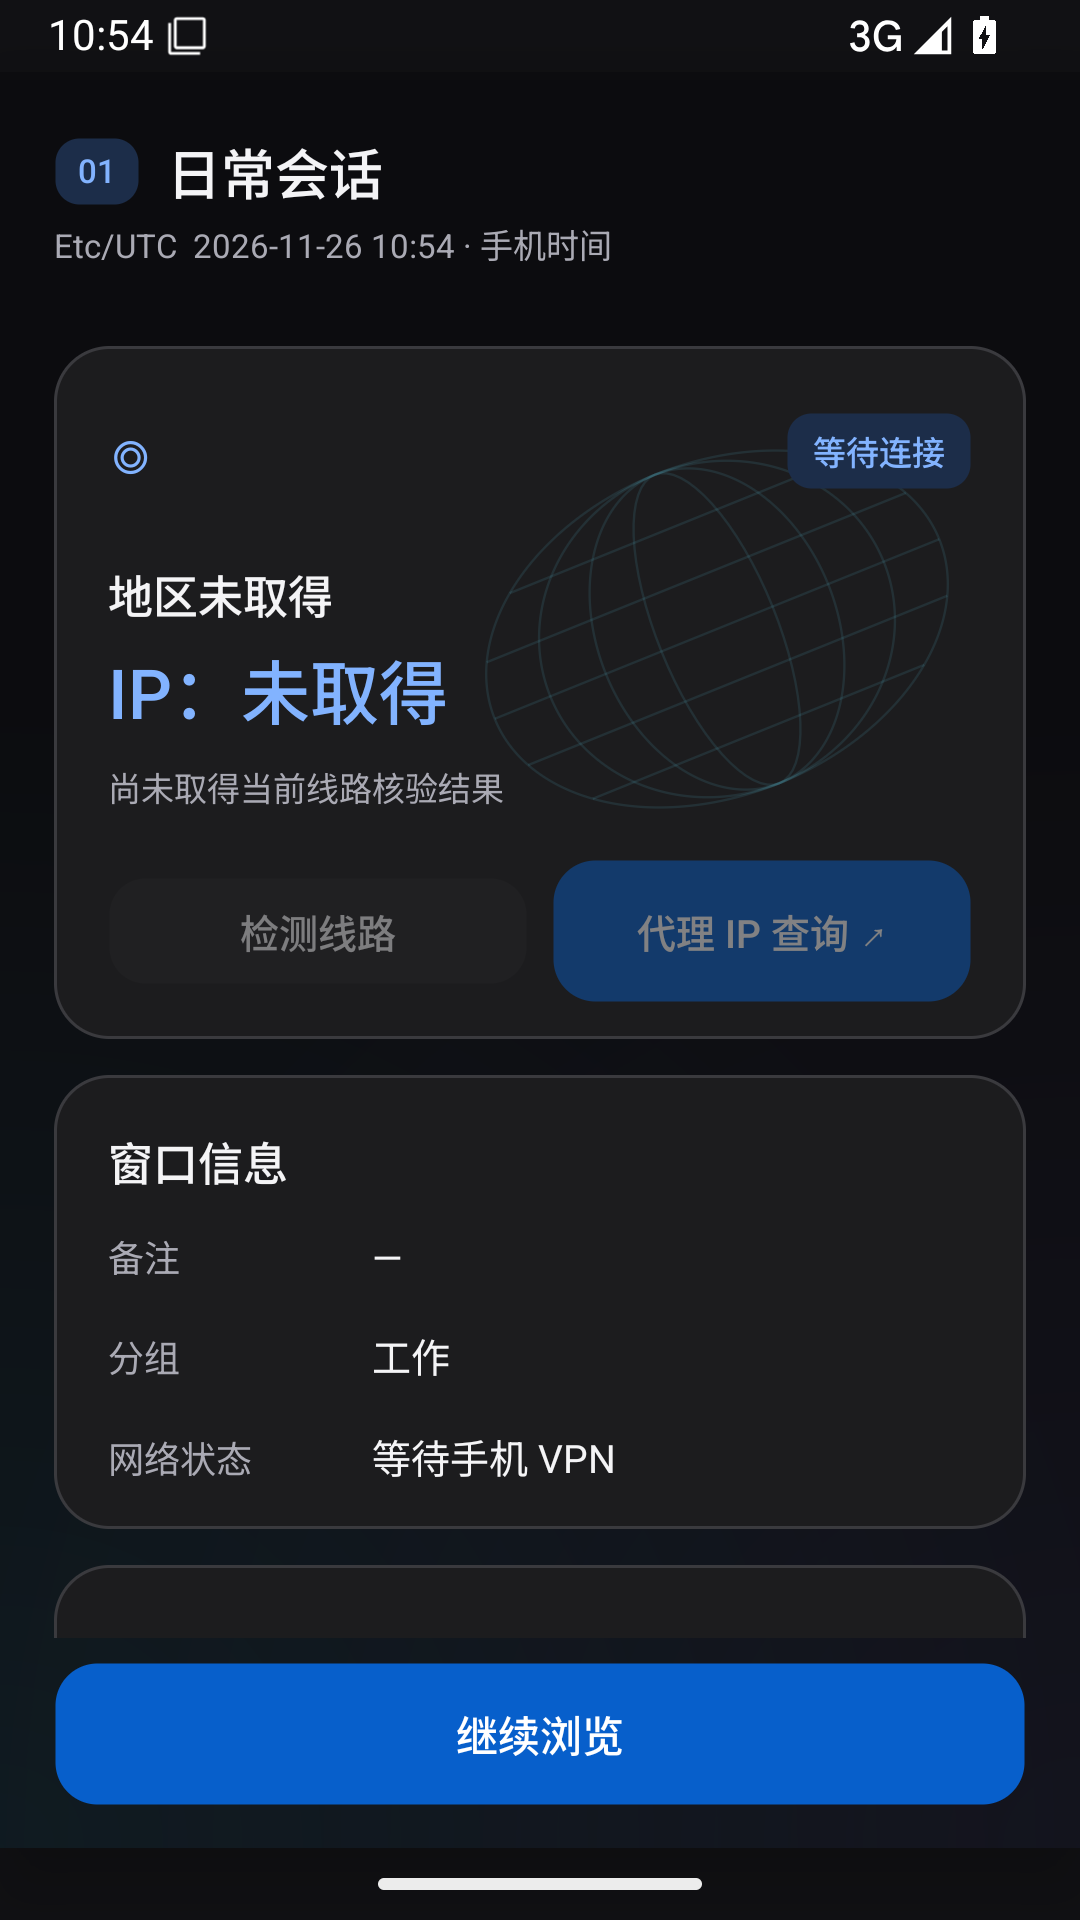 10:54
3G
01 日常会话
Etc/UTC 2026-11-26 10:54 · 手机时间
等待连接
地区未取得
IP：未取得
尚未取得当前线路核验结果
检测线路
代理 IP 查询 ↗
窗口信息
备注 —
分组 工作
网络状态 等待手机 VPN
继续浏览